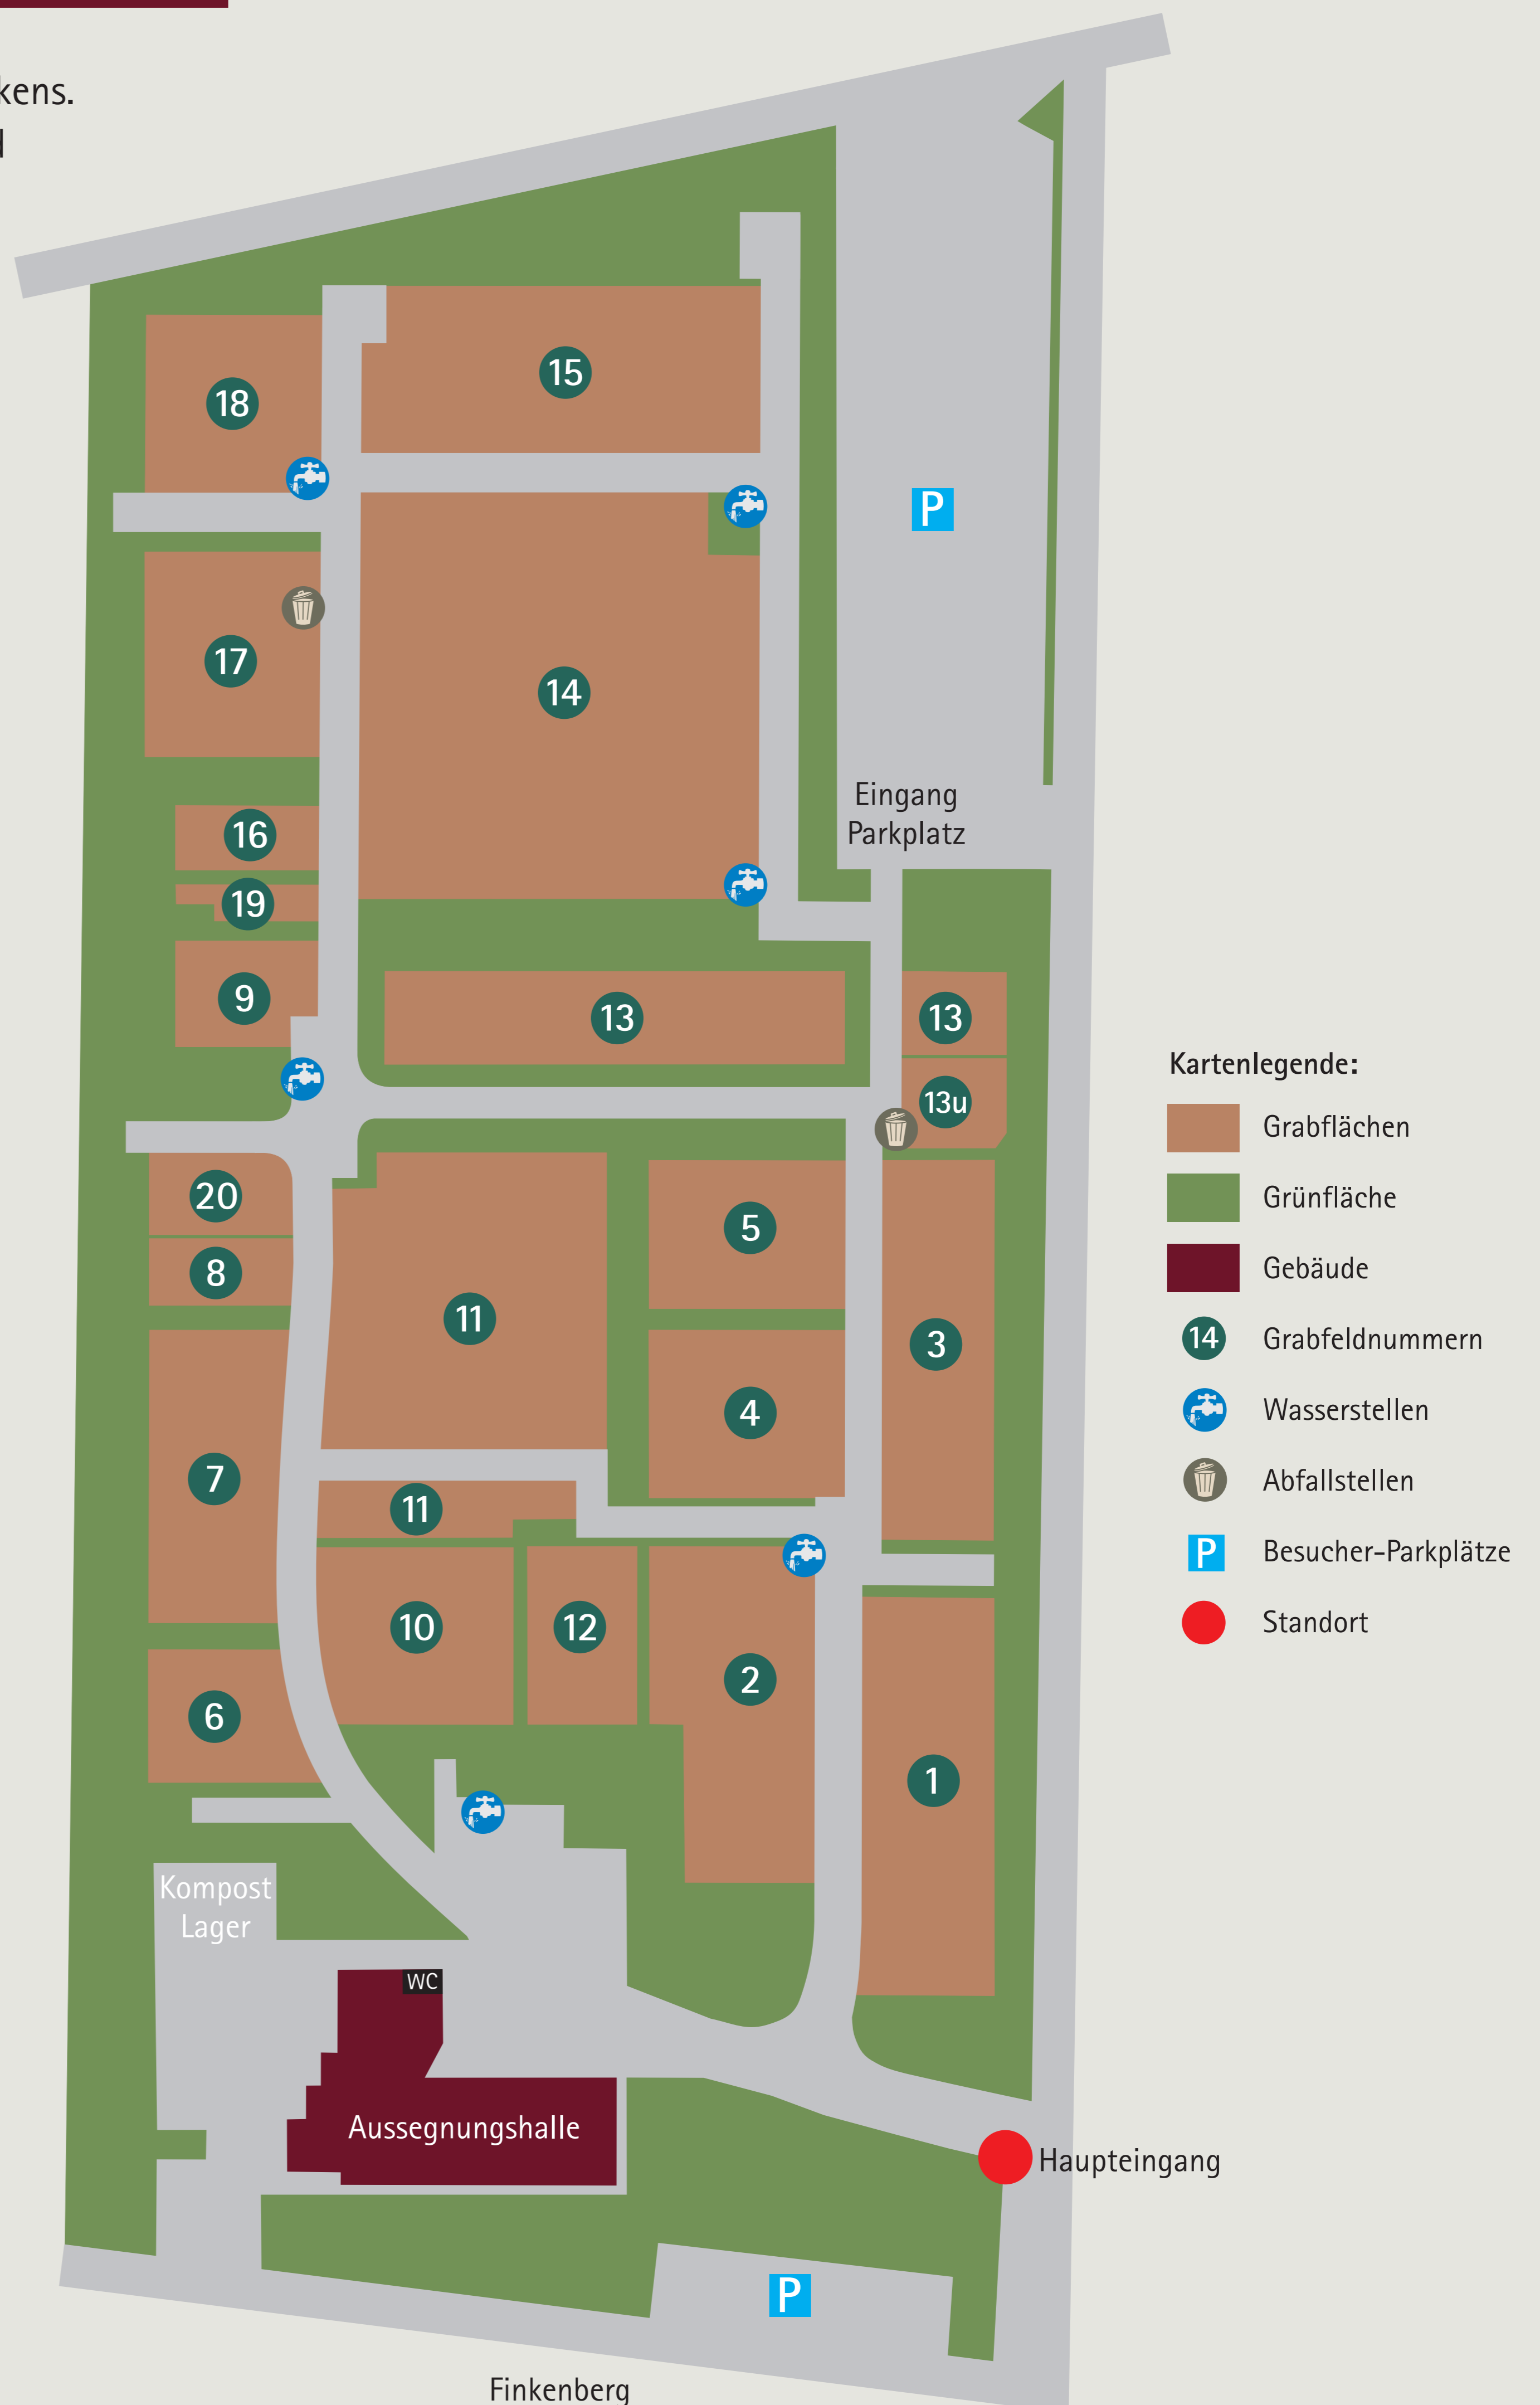 kens.
18
15
P
17
14
Eingang
Parkplatz
16
19
9
13
13
13u
20
8
5
11
3
4
7
11
10
12
2
6
1
Kompost
Lager
WC
Aussegnungshalle
Haupteingang
P
Finkenberg
Kartenlegende:
Grabflächen
Grünfläche
Gebäude
14 Grabfeldnummern
Wasserstellen
Abfallstellen
P Besucher-Parkplätze
Standort